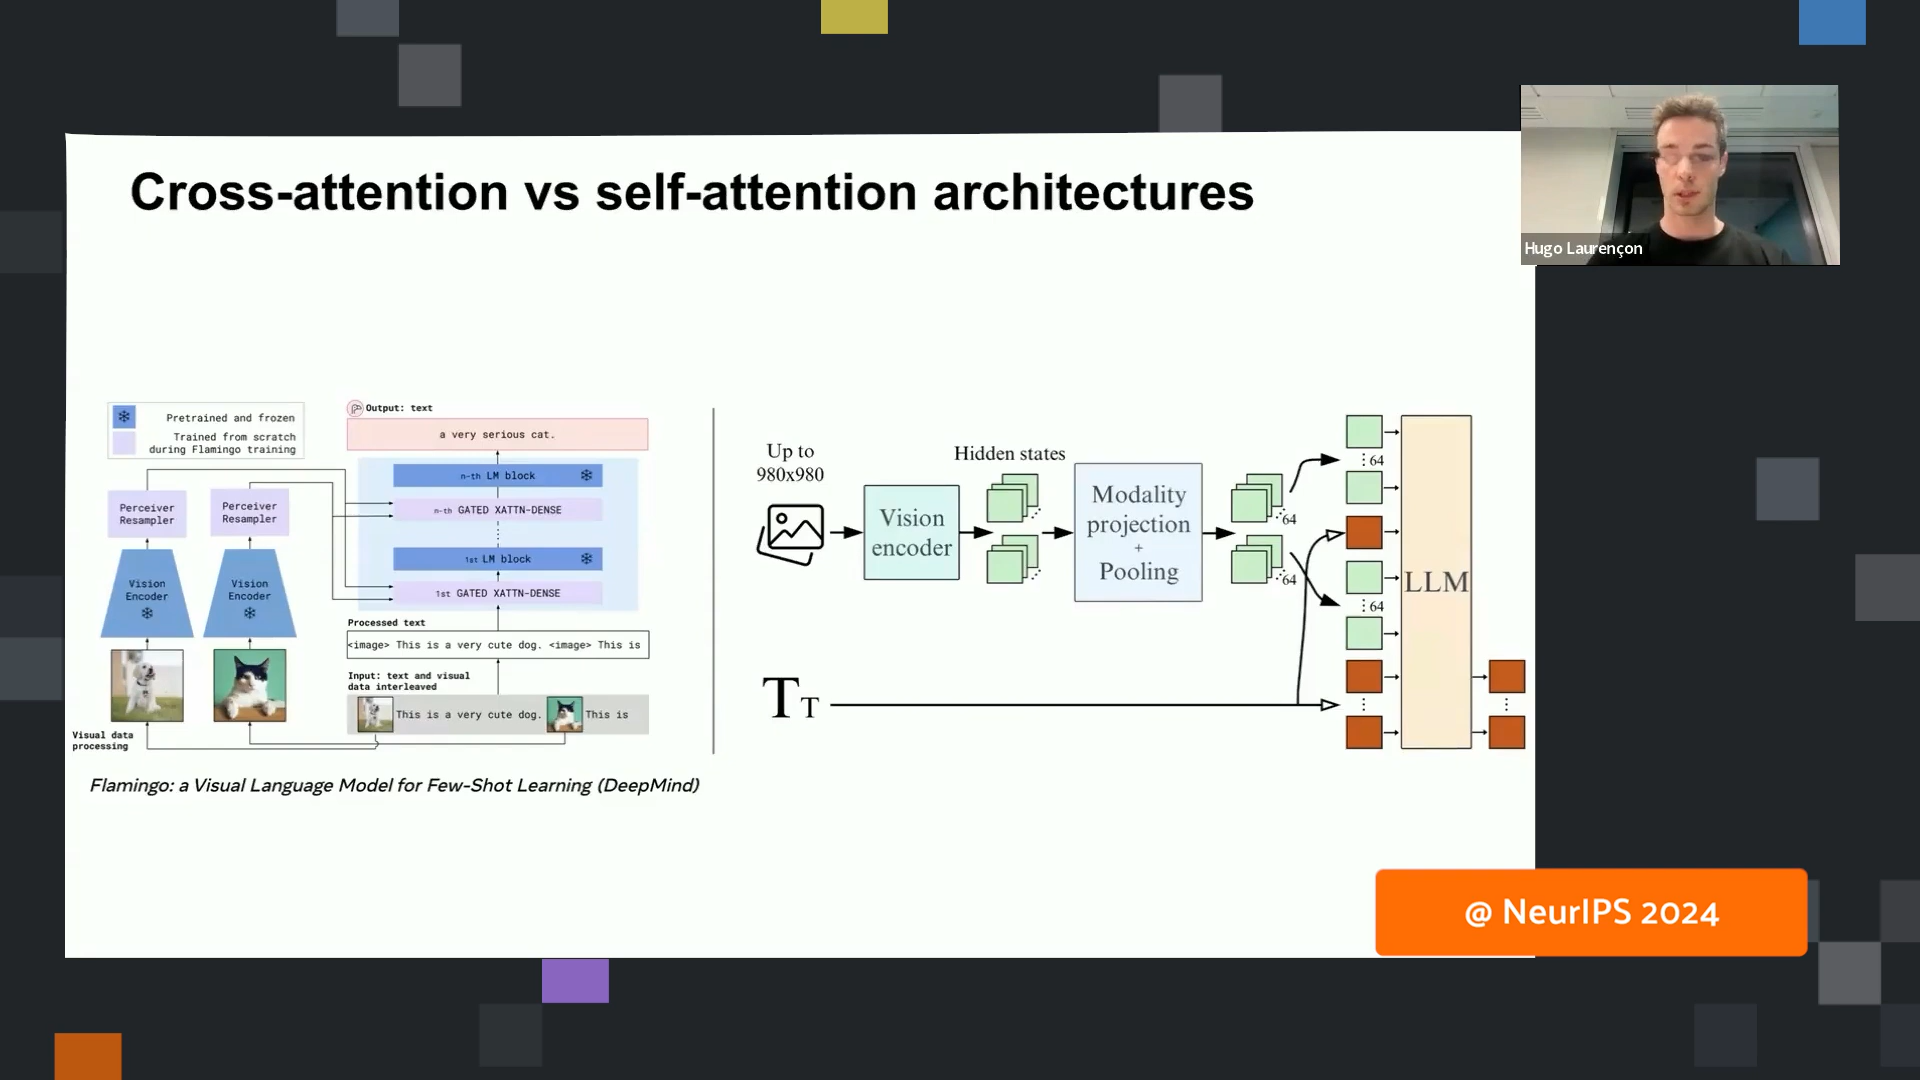 Cross-attention vs self-attention architectures
Hugo Laurençon
Pretrained and frozen
Trained from scratch
during Flamingo training
Output: text
a very serious cat.
n-th LM block
n-th GATED XATTN-DENSE
1st LM block
1st GATED XATTN-DENSE
Perceiver
Resampler
Perceiver
Resampler
Vision
Encoder
Vision
Encoder
Processed text
<image> This is a very cute dog. <image> This is
Input: text and visual
data interleaved
This is a very cute dog.
This is
Visual data
processing
Flamingo: a Visual Language Model for Few-Shot Learning (DeepMind)
Up to
980x980
Vision
encoder
Hidden states
Modality
projection
+
Pooling
64
64
64
64
LLM
TT
@ NeurIPS 2024